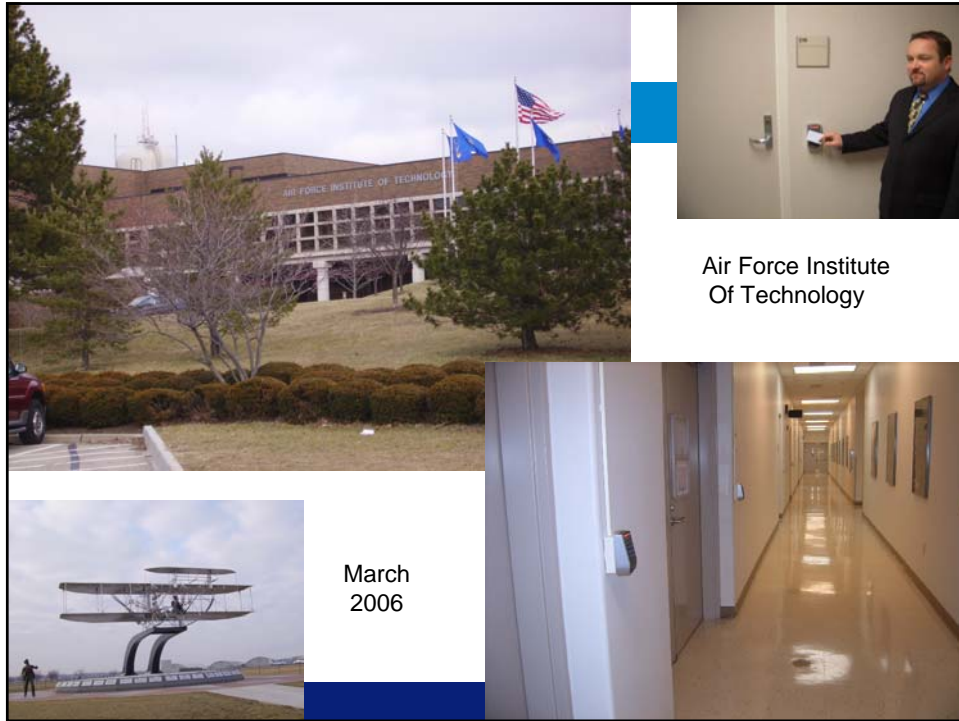 AIR FORCE INSTITUTE OF TECHNOLOGY
Air Force Institute
Of Technology
March
2006